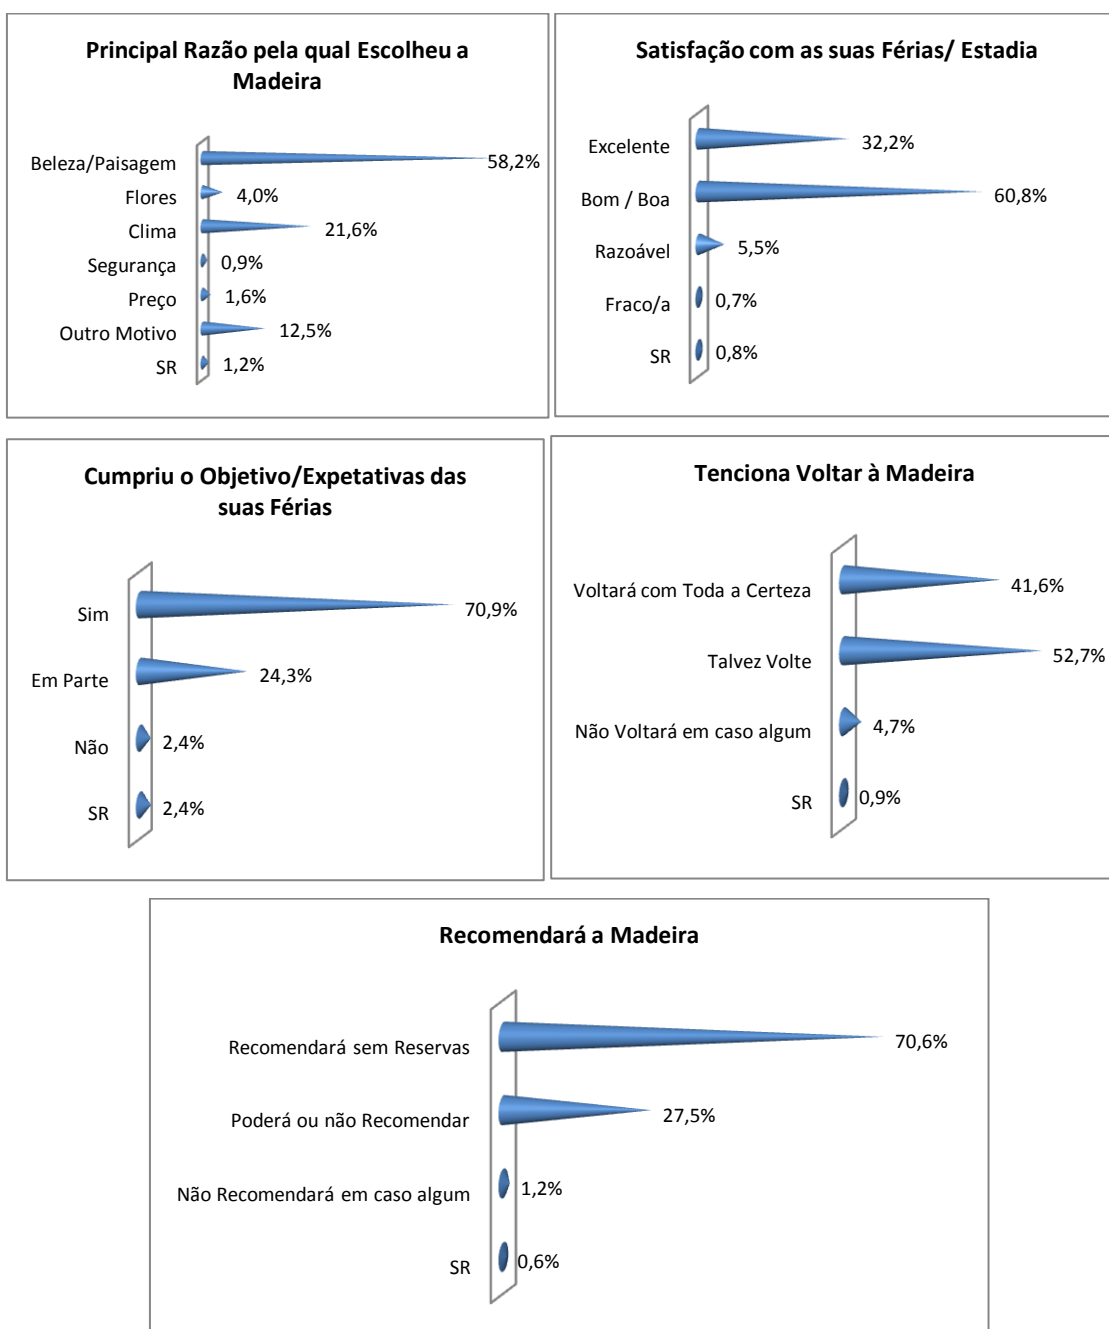 Principal Razão pela qual Escolheu a
Madeira
Beleza/Paisagem 58,2%
Flores 4,0%
Clima 21,6%
Segurança 0,9%
Preço 1,6%
Outro Motivo 12,5%
SR 1,2%
Satisfação com as suas Férias/ Estadia
Excelente 32,2%
Bom / Boa 60,8%
Razoável 5,5%
Fraco/a 0,7%
SR 0,8%
Cumpriu o Objetivo/Expetativas das
suas Férias
Sim 70,9%
Em Parte 24,3%
Não 2,4%
SR 2,4%
Tenciona Voltar à Madeira
Voltará com Toda a Certeza 41,6%
Talvez Volte 52,7%
Não Voltará em caso algum 4,7%
SR 0,9%
Recomendará a Madeira
Recomendará sem Reservas 70,6%
Poderá ou não Recomendar 27,5%
Não Recomendará em caso algum 1,2%
SR 0,6%